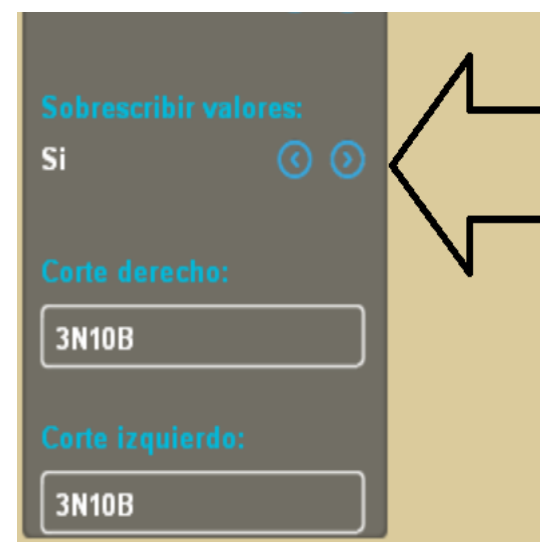 Sobrescribir valores:
Si
Corte derecho:
3N10B
Corte izquierdo:
3N10B